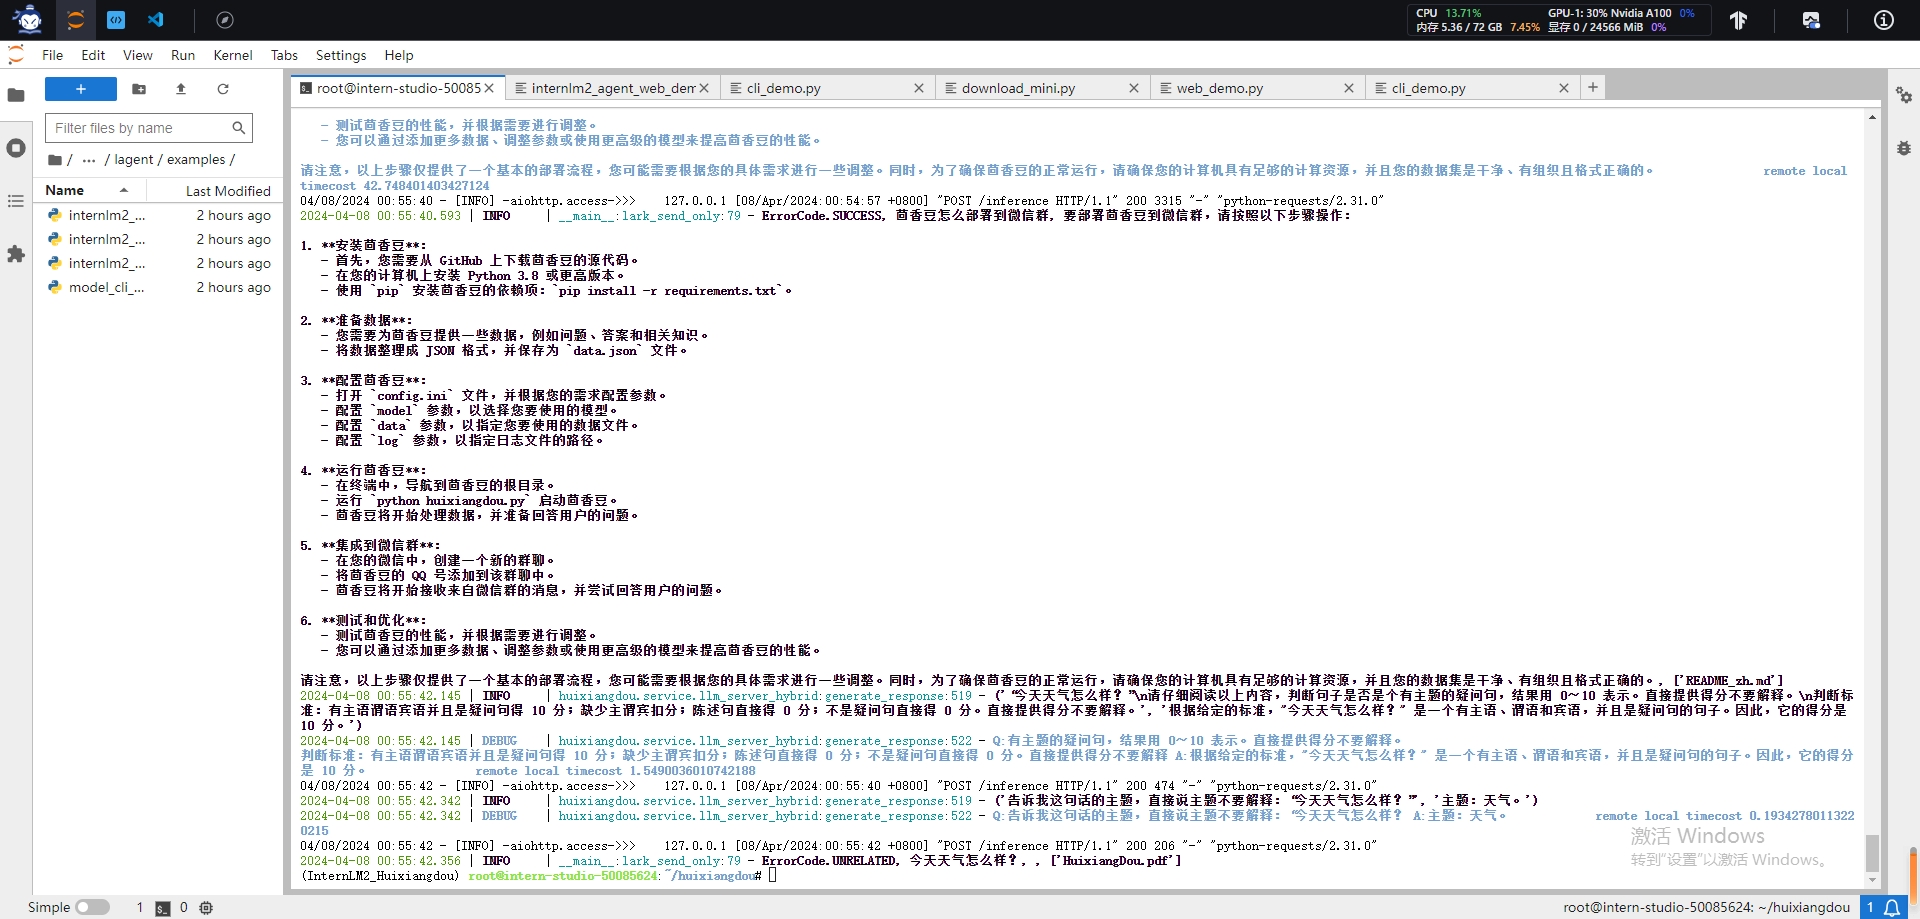 CPU 13.71% GPU-1: 30% Nvidia A100 0%
内存 5.36 / 72 GB 7.45% 显存 0 / 24566 MiB 0%
File Edit View Run Kernel Tabs Settings Help
root@intern-studio-50085 internlm2_agent_web_den cli_demo.py download_mini.py web_demo.py cli_demo.py
Filter files by name
/ ··· / lagent / examples /
Name Last Modified
internlm2_... 2 hours ago
internlm2_... 2 hours ago
internlm2_... 2 hours ago
model_cli_... 2 hours ago
- 测试茴香豆的性能，并根据需要进行调整。
- 您可以通过添加更多数据、调整参数或使用更高级的模型来提高茴香豆的性能。
请注意，以上步骤仅提供了一个基本的部署流程，您可能需要根据您的具体需求进行一些调整。同时，为了确保茴香豆的正常运行，请确保您的计算机具有足够的计算资源，并且您的数据集是干净、有组织且格式正确的。 remote local
timecost 42.748401403427124
04/08/2024 00:55:40 - [INFO] -aiohttp.access->>> 127.0.0.1 [08/Apr/2024:00:54:57 +0800] "POST /inference HTTP/1.1" 200 3315 "-" "python-requests/2.31.0"
2024-04-08 00:55:40.593 | INFO | __main__:lark_send_only:79 - ErrorCode.SUCCESS, 茴香豆怎么部署到微信群, 要部署茴香豆到微信群，请按照以下步骤操作：
1. **安装茴香豆**：
- 首先，您需要从 GitHub 上下载茴香豆的源代码。
- 在您的计算机上安装 Python 3.8 或更高版本。
- 使用 `pip` 安装茴香豆的依赖项：`pip install -r requirements.txt`。
2. **准备数据**：
- 您需要为茴香豆提供一些数据，例如问题、答案和相关知识。
- 将数据整理成 JSON 格式，并保存为 `data.json` 文件。
3. **配置茴香豆**：
- 打开 `config.ini` 文件，并根据您的需求配置参数。
- 配置 `model` 参数，以选择您要使用的模型。
- 配置 `data` 参数，以指定您要使用的数据文件。
- 配置 `log` 参数，以指定日志文件的路径。
4. **运行茴香豆**：
- 在终端中，导航到茴香豆的根目录。
- 运行 `python huixiangdou.py` 启动茴香豆。
- 茴香豆将开始处理数据，并准备回答用户的问题。
5. **集成到微信群**：
- 在您的微信中，创建一个新的群聊。
- 将茴香豆的 QQ 号添加到该群聊中。
- 茴香豆将开始接收来自微信群的消息，并尝试回答用户的问题。
6. **测试和优化**：
- 测试茴香豆的性能，并根据需要进行调整。
- 您可以通过添加更多数据、调整参数或使用更高级的模型来提高茴香豆的性能。
请注意，以上步骤仅提供了一个基本的部署流程，您可能需要根据您的具体需求进行一些调整。同时，为了确保茴香豆的正常运行，请确保您的计算机具有足够的计算资源，并且您的数据集是干净、有组织且格式正确的。, ['README_zh.md']
2024-04-08 00:55:42.145 | INFO | huixiangdou.service.llm_server_hybrid:generate_response:519 - ('“今天天气怎么样？”\n请仔细阅读以上内容，判断句子是否是个有主题的疑问句，结果用 0～10 表示。直接提供得分不要解释。\n判断标
准：有主语谓语宾语并且是疑问句得 10 分；缺少主谓宾扣分；陈述句直接得 0 分；不是疑问句直接得 0 分。直接提供得分不要解释。', '根据给定的标准，"今天天气怎么样？" 是一个有主语、谓语和宾语，并且是疑问句的句子。因此，它的得分是
10 分。')
2024-04-08 00:55:42.145 | DEBUG | huixiangdou.service.llm_server_hybrid:generate_response:522 - Q:有主题的疑问句，结果用 0～10 表示。直接提供得分不要解释。
判断标准：有主语谓语宾语并且是疑问句得 10 分；缺少主谓宾扣分；陈述句直接得 0 分；不是疑问句直接得 0 分。直接提供得分不要解释 A:根据给定的标准，"今天天气怎么样？" 是一个有主语、谓语和宾语，并且是疑问句的句子。因此，它的得分
是 10 分。 remote local timecost 1.5490036010742188
04/08/2024 00:55:42 - [INFO] -aiohttp.access->>> 127.0.0.1 [08/Apr/2024:00:55:40 +0800] "POST /inference HTTP/1.1" 200 474 "-" "python-requests/2.31.0"
2024-04-08 00:55:42.342 | INFO | huixiangdou.service.llm_server_hybrid:generate_response:519 - ('告诉我这句话的主题，直接说主题不要解释：“今天天气怎么样？”', '主题：天气。')
2024-04-08 00:55:42.342 | DEBUG | huixiangdou.service.llm_server_hybrid:generate_response:522 - Q:告诉我这句话的主题，直接说主题不要解释：“今天天气怎么样？ A:主题：天气。 remote local timecost 0.1934278011322
0215
04/08/2024 00:55:42 - [INFO] -aiohttp.access->>> 127.0.0.1 [08/Apr/2024:00:55:42 +0800] "POST /inference HTTP/1.1" 200 206 "-" "python-requests/2.31.0"
2024-04-08 00:55:42.356 | INFO | __main__:lark_send_only:79 - ErrorCode.UNRELATED, 今天天气怎么样？, , ['HuixiangDou.pdf']
(InternLM2_Huixiangdou) root@intern-studio-50085624:~/huixiangdou#
激活 Windows
转到"设置"以激活 Windows。
Simple 1 0 root@intern-studio-50085624: ~/huixiangdou 1